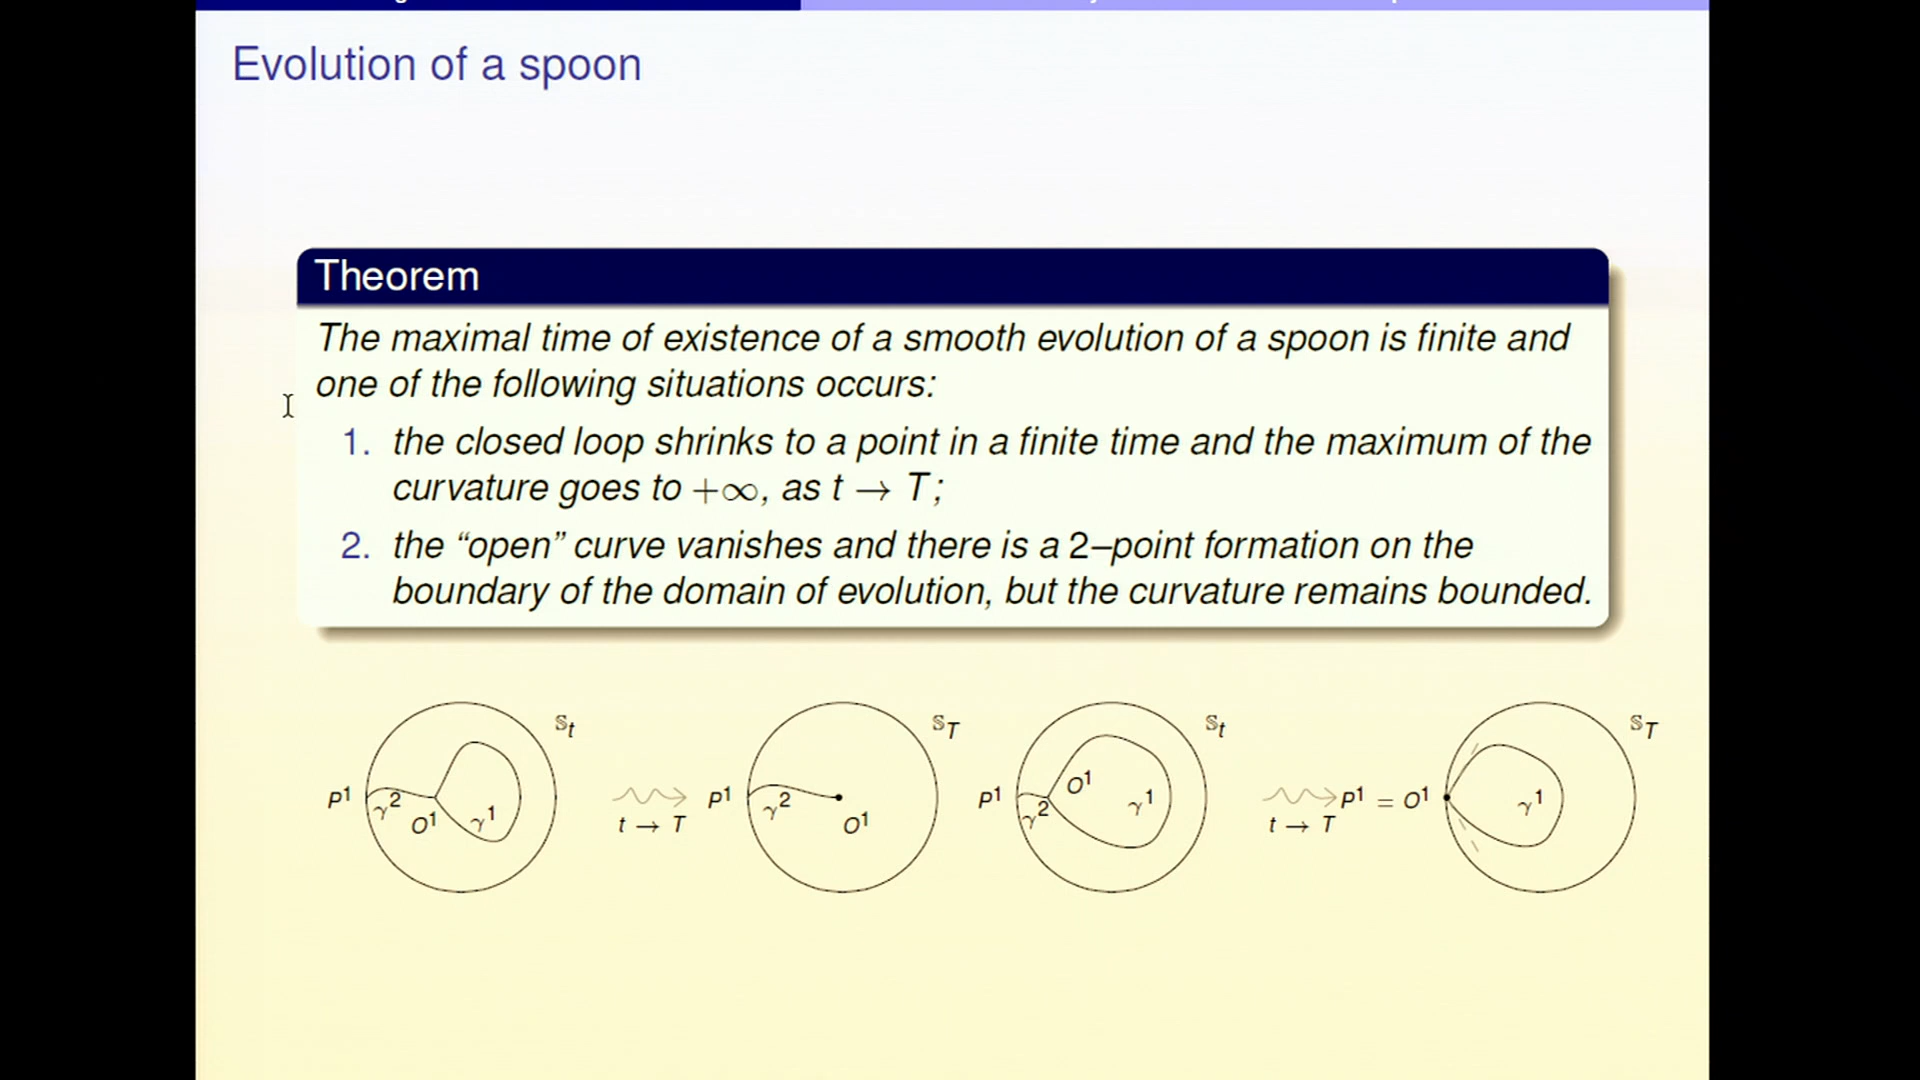 Evolution of a spoon
Theorem
The maximal time of existence of a smooth evolution of a spoon is finite and
one of the following situations occurs:
1. the closed loop shrinks to a point in a finite time and the maximum of the
curvature goes to +∞, as t → T;
2. the “open” curve vanishes and there is a 2–point formation on the
boundary of the domain of evolution, but the curvature remains bounded.
P¹ γ² O¹ γ¹ 𝕊t
t → T
P¹ γ² O¹ 𝕊T
P¹ γ² O¹ γ¹ 𝕊t
t → T
P¹ = O¹ γ¹ 𝕊T